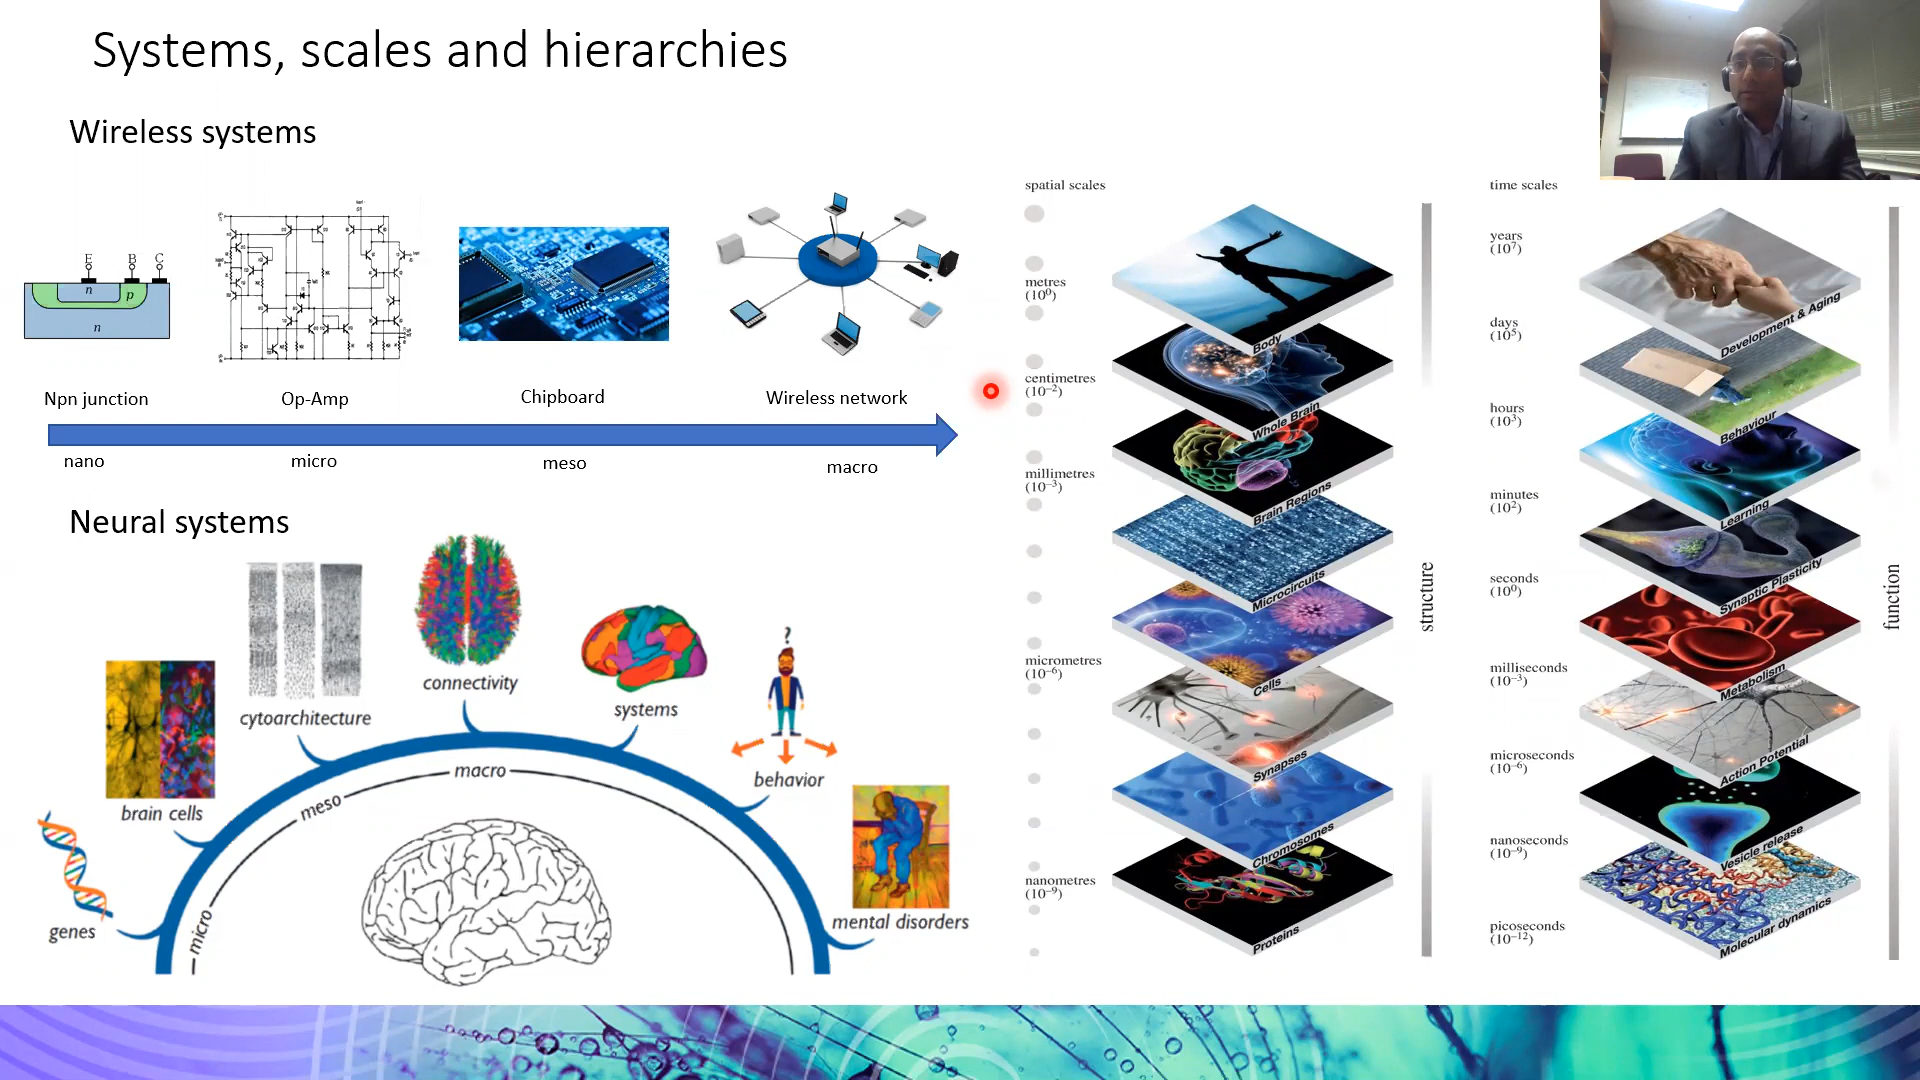 Systems, scales and hierarchies
Wireless systems
E
B
C
n
p
n
Npn junction
Op-Amp
Chipboard
Wireless network
nano
micro
meso
macro
Neural systems
genes
brain cells
cytoarchitecture
connectivity
systems
?
behavior
mental disorders
micro
meso
macro
spatial scales
metres
(10⁰)
centimetres
(10⁻²)
millimetres
(10⁻³)
micrometres
(10⁻⁶)
nanometres
(10⁻⁹)
Body
Whole Brain
Brain Regions
Microcircuits
Cells
Synapses
Chromosomes
Proteins
structure
time scales
years
(10⁷)
days
(10⁵)
hours
(10³)
minutes
(10²)
seconds
(10⁰)
milliseconds
(10⁻³)
microseconds
(10⁻⁶)
nanoseconds
(10⁻⁹)
picoseconds
(10⁻¹²)
Development & Aging
Behaviour
Learning
Synaptic Plasticity
Metabolism
Action Potential
Vesicle release
Molecular dynamics
function